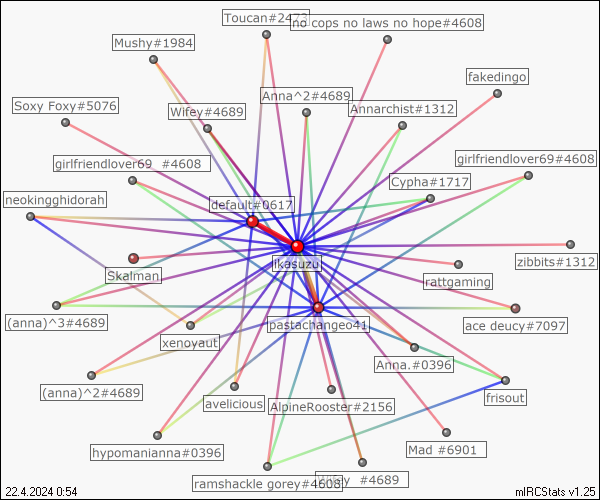 Toucan#2473
no cops no laws no hope#4608
Mushy#1984
fakedingo
Anna^2#4689
Soxy Foxy#5076
Wifey#4689
Annarchist#1312
girlfriendlover69_#4608
girlfriendlover69#4608
Cypha#1717
neokingghidorah
default#0617
ikasuzu
zibbits#1312
Skalman
rattgaming
(anna)^3#4689
pastachangeo41
ace deucy#7097
xenoyaut
Anna.#0396
(anna)^2#4689
frisout
avelicious
AlpineRooster#2156
hypomanianna#0396
Mad #6901
ramshackle gorey#4608
Wifey #4689
22.4.2024 0:54
mIRCStats v1.25